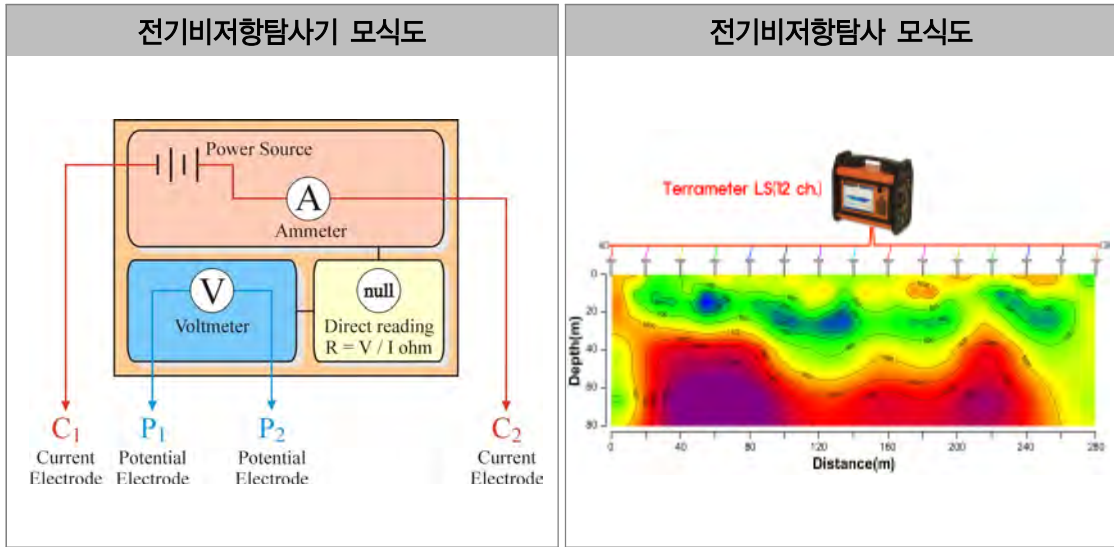 전기비저항탐사기 모식도
Power Source
A
Ammeter
V
Voltmeter
null
Direct reading
R = V / I ohm
C1
Current
Electrode
P1
Potential
Electrode
P2
Potential
Electrode
C2
Current
Electrode
전기비저항탐사 모식도
Terrameter LS(12 ch.)
Depth(m)
0
20
40
60
80
0
40
80
120
160
200
240
280
Distance(m)